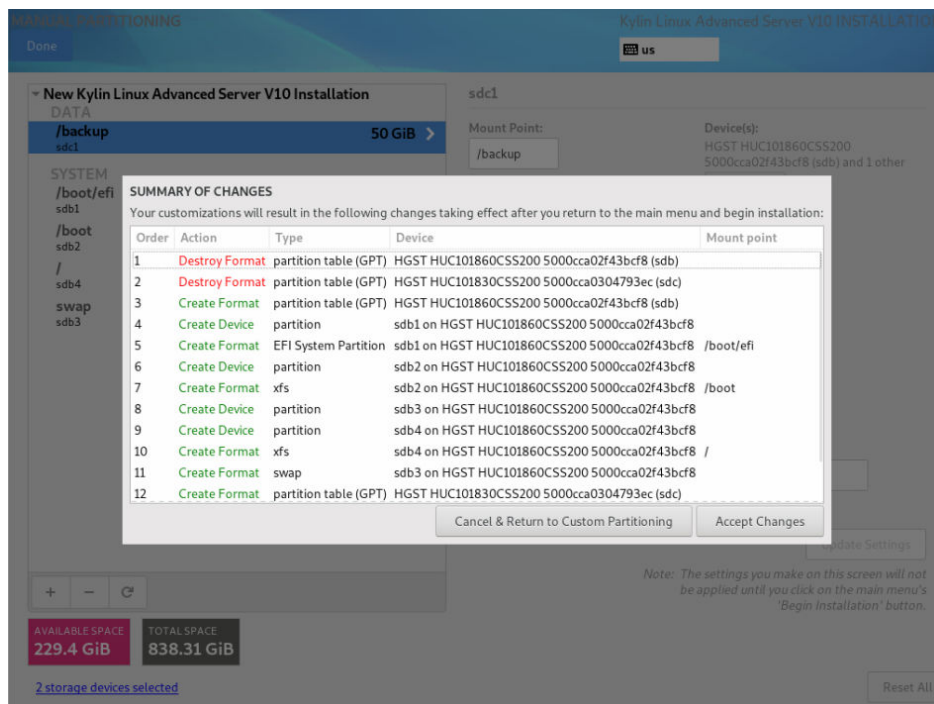 MANUAL PARTITIONING
Kylin Linux Advanced Server V10 INSTALLATIO
Done
us
New Kylin Linux Advanced Server V10 Installation
DATA
/backup
50 GiB
sdc1
SYSTEM
/boot/efi
sdb1
/boot
sdb2
/
sdb4
swap
sdb3
sdc1
Mount Point:
/backup
Device(s):
HGST HUC101860CSS200
5000cca02f43bcf8 (sdb) and 1 other
SUMMARY OF CHANGES
Your customizations will result in the following changes taking effect after you return to the main menu and begin installation:
Order Action Type Device Mount point
1 Destroy Format partition table (GPT) HGST HUC101860CSS200 5000cca02f43bcf8 (sdb)
2 Destroy Format partition table (GPT) HGST HUC101830CSS200 5000cca0304793ec (sdc)
3 Create Format partition table (GPT) HGST HUC101860CSS200 5000cca02f43bcf8 (sdb)
4 Create Device partition sdb1 on HGST HUC101860CSS200 5000cca02f43bcf8
5 Create Format EFI System Partition sdb1 on HGST HUC101860CSS200 5000cca02f43bcf8 /boot/efi
6 Create Device partition sdb2 on HGST HUC101860CSS200 5000cca02f43bcf8
7 Create Format xfs sdb2 on HGST HUC101860CSS200 5000cca02f43bcf8 /boot
8 Create Device partition sdb3 on HGST HUC101860CSS200 5000cca02f43bcf8
9 Create Device partition sdb4 on HGST HUC101860CSS200 5000cca02f43bcf8
10 Create Format xfs sdb4 on HGST HUC101860CSS200 5000cca02f43bcf8 /
11 Create Format swap sdb3 on HGST HUC101860CSS200 5000cca02f43bcf8
12 Create Format partition table (GPT) HGST HUC101830CSS200 5000cca0304793ec (sdc)
Cancel & Return to Custom Partitioning
Accept Changes
Update Settings
Note: The settings you make on this screen will not
be applied until you click on the main menu's
'Begin Installation' button.
+ −
AVAILABLE SPACE
229.4 GiB
TOTAL SPACE
838.31 GiB
2 storage devices selected
Reset All